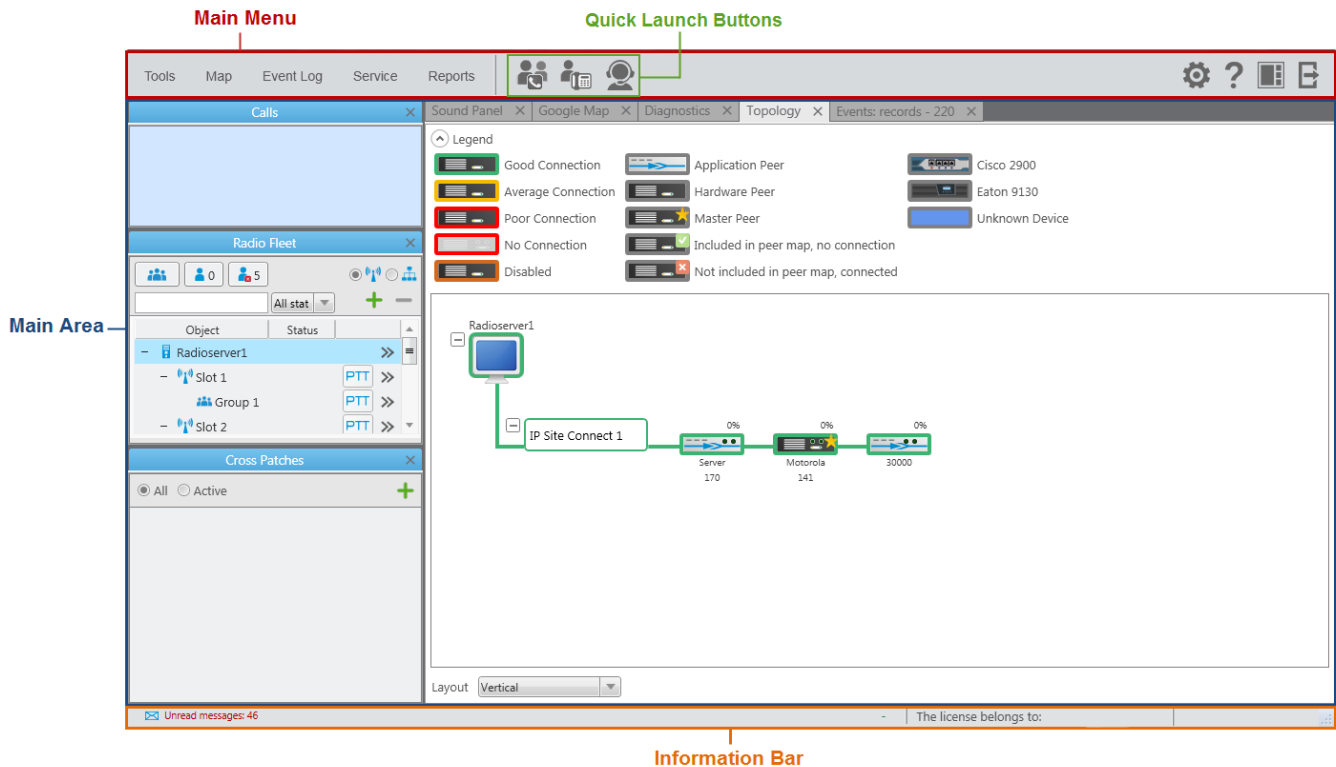 Main Menu
Quick Launch Buttons
Tools Map Event Log Service Reports
Calls
Sound Panel Google Map Diagnostics Topology Events: records - 220
Legend
Good Connection Application Peer Cisco 2900
Average Connection Hardware Peer Eaton 9130
Poor Connection Master Peer Unknown Device
No Connection Included in peer map, no connection
Disabled Not included in peer map, connected
Radio Fleet
0 5
All stat
Main Area
Object Status
Radioserver1
Slot 1 PTT
Group 1 PTT
Slot 2 PTT
Cross Patches
All Active
Radioserver1
IP Site Connect 1
0% 0% 0%
Server Motorola 30000
170 141
Layout Vertical
Unread messages: 46 - The license belongs to:
Information Bar